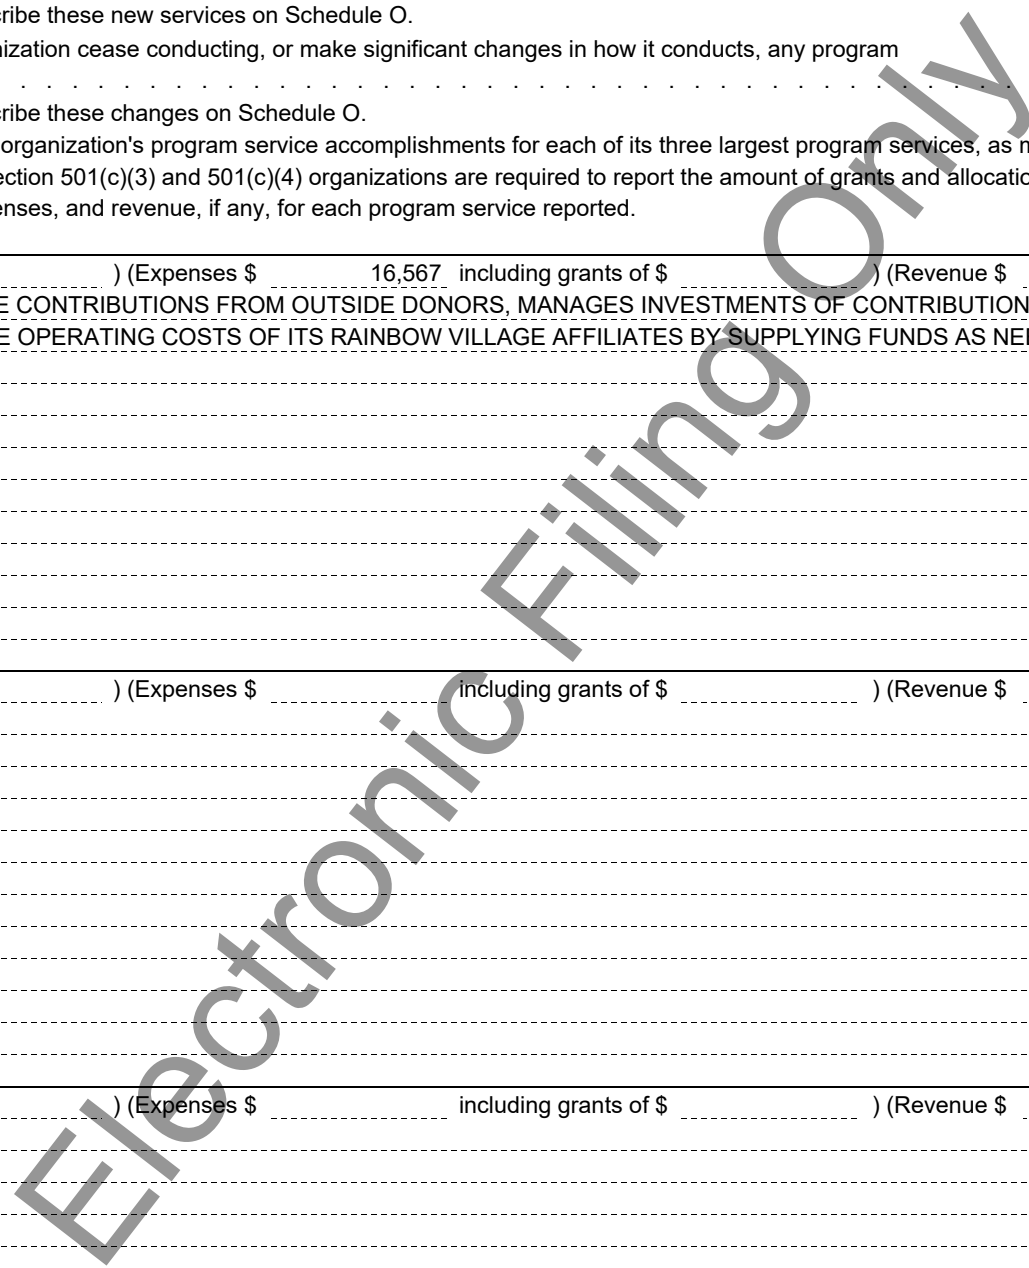 cribe these new services on Schedule O.
nization cease conducting, or make significant changes in how it conducts, any program
. . . . . . . . . . . . . . . . . . . . . . . . . . . . . . . . . . . . . . .
cribe these changes on Schedule O.
organization's program service accomplishments for each of its three largest program services, as m
ection 501(c)(3) and 501(c)(4) organizations are required to report the amount of grants and allocatio
enses, and revenue, if any, for each program service reported.
) (Expenses $ 16,567 including grants of $ ) (Revenue $
E CONTRIBUTIONS FROM OUTSIDE DONORS, MANAGES INVESTMENTS OF CONTRIBUTION
E OPERATING COSTS OF ITS RAINBOW VILLAGE AFFILIATES BY SUPPLYING FUNDS AS NE
) (Expenses $ including grants of $ ) (Revenue $
) (Expenses $ including grants of $ ) (Revenue $
Electronic Filing Only